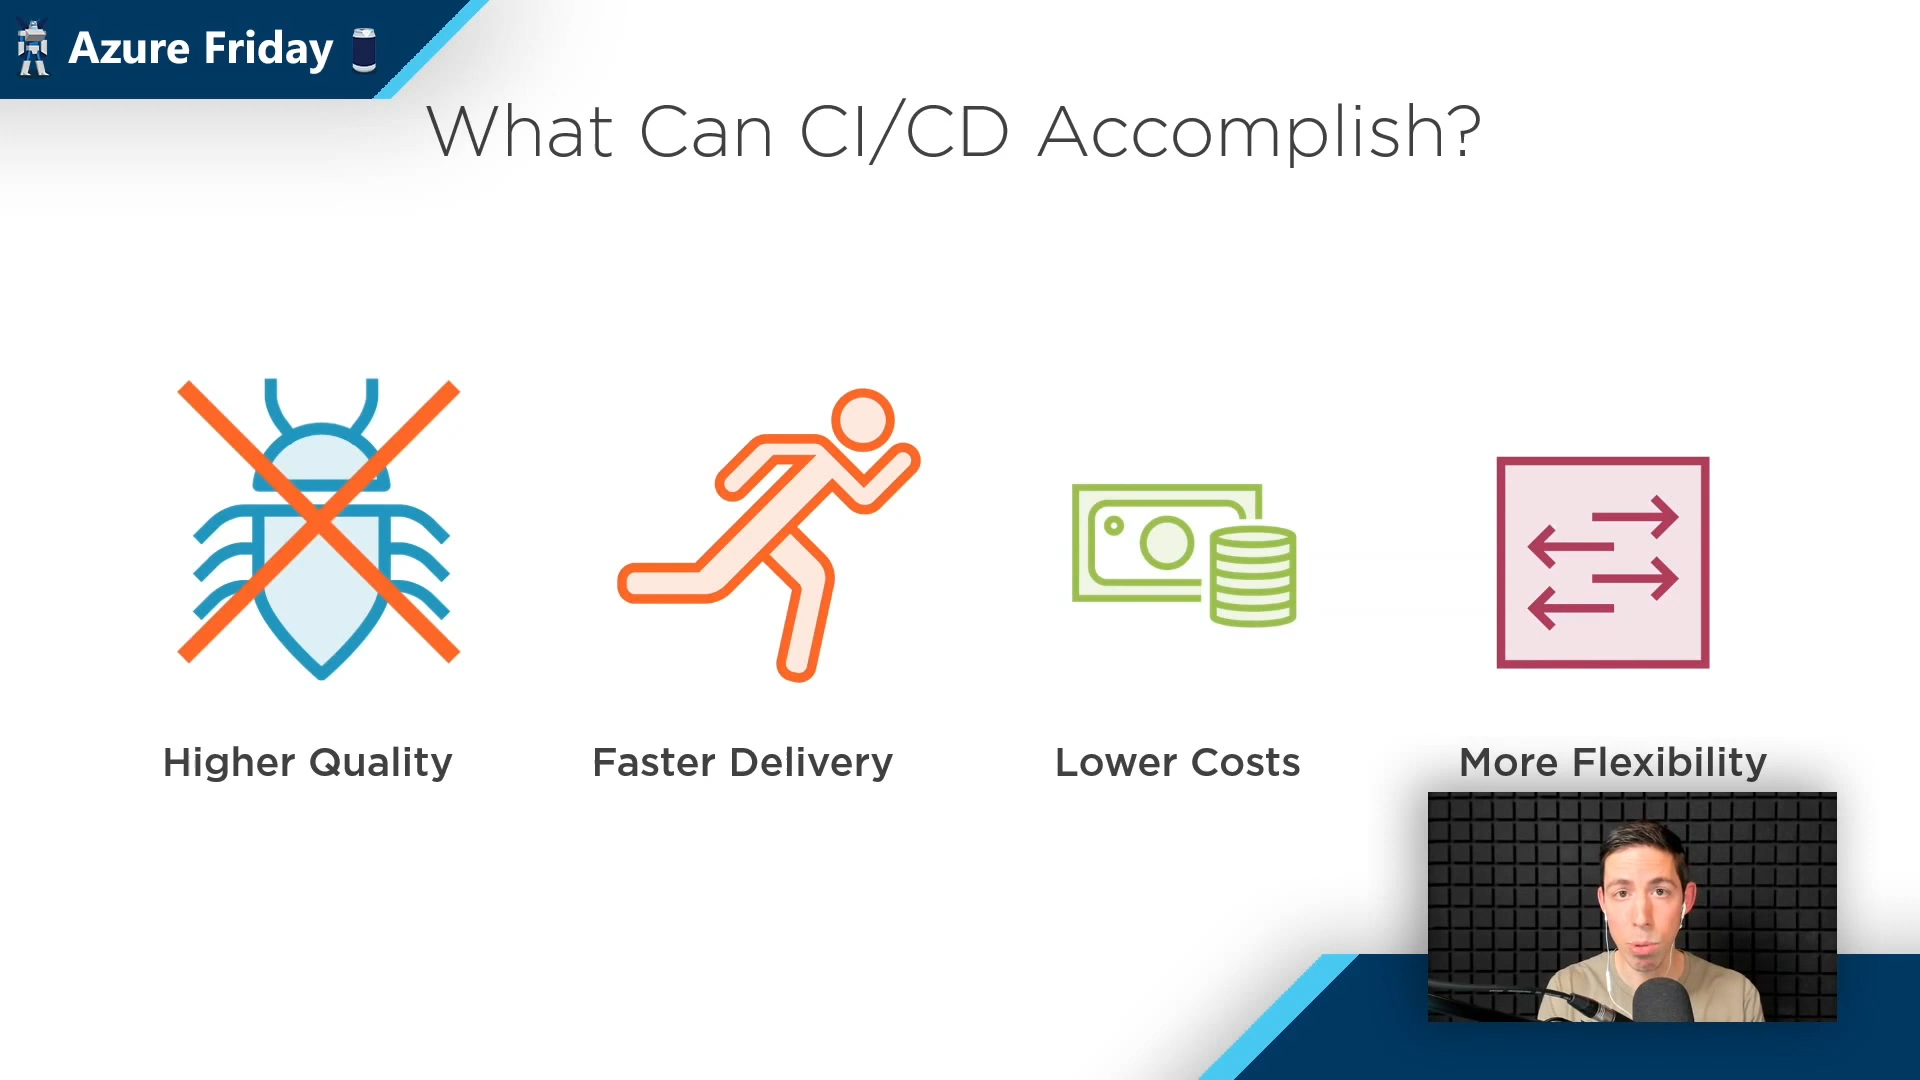 Azure Friday
What Can CI/CD Accomplish?
Higher Quality
Faster Delivery
Lower Costs
More Flexibility